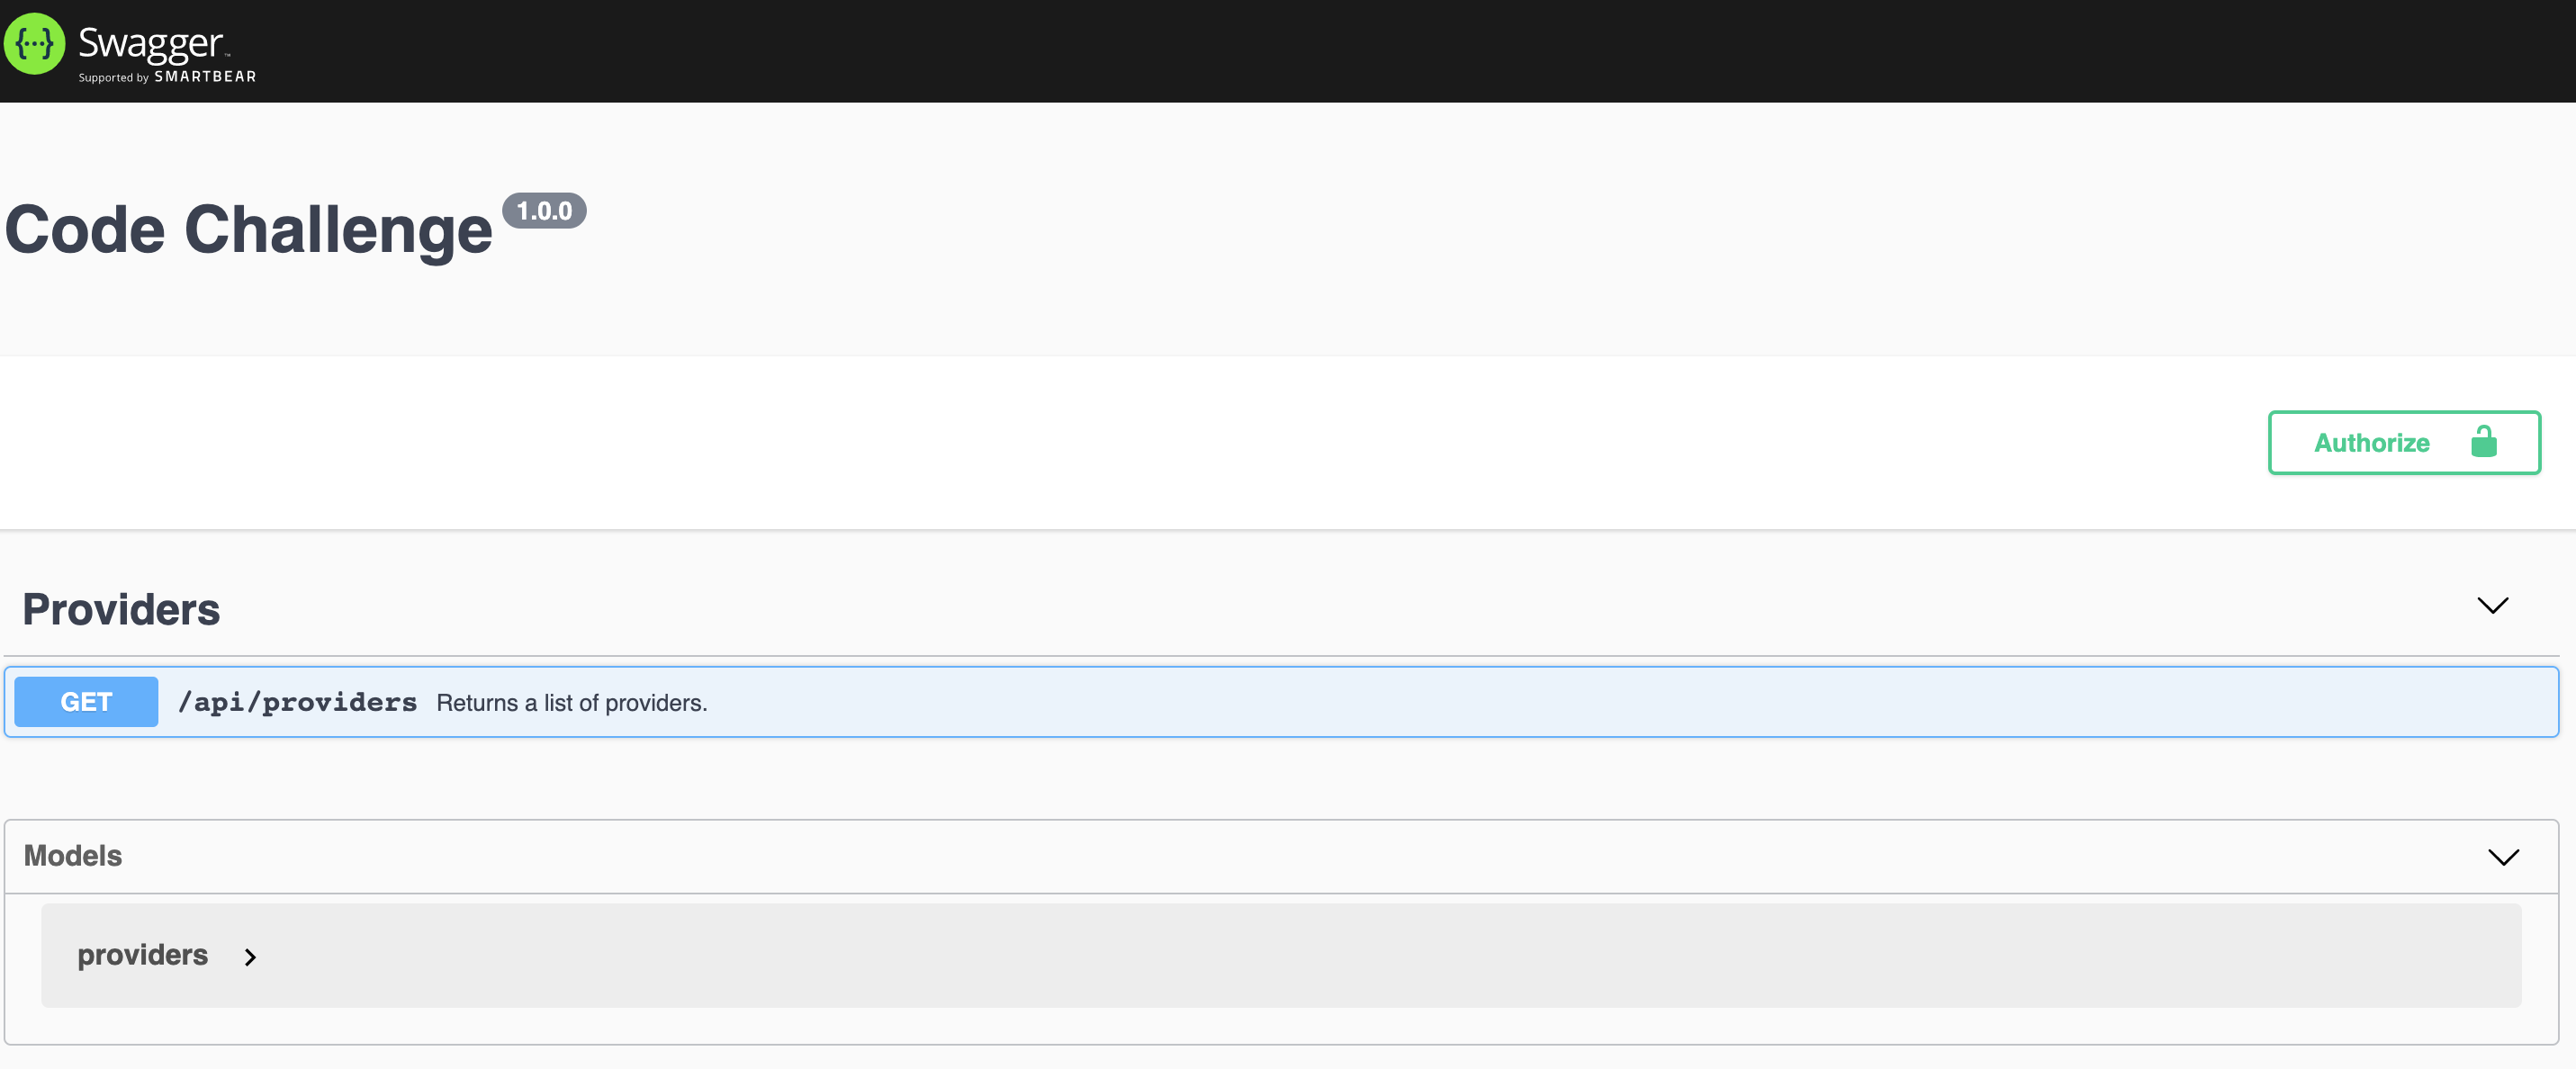 {···} Swagger™
Supported by SMARTBEAR
Code Challenge 1.0.0
Authorize
Providers
GET /api/providers Returns a list of providers.
Models
providers